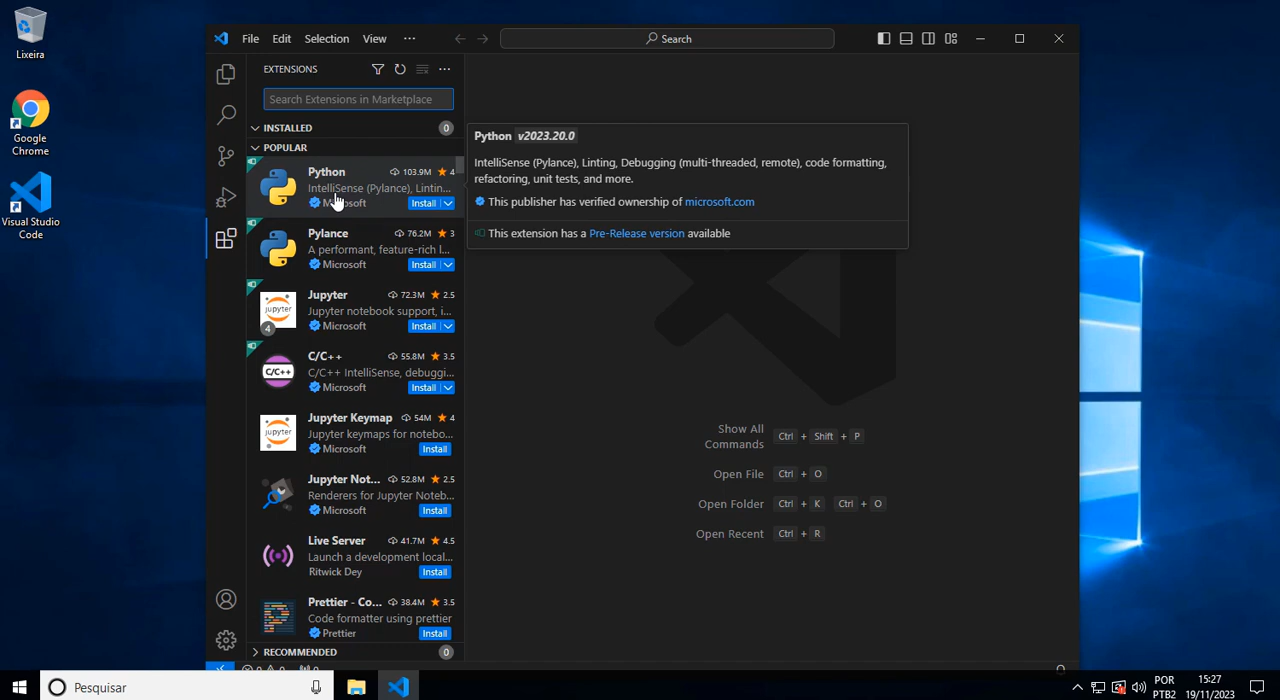 Lixeira
Google
Chrome
Visual Studio
Code
File Edit Selection View ···
Search
EXTENSIONS
Search Extensions in Marketplace
INSTALLED 0
POPULAR
Python 103.9M ★ 4
IntelliSense (Pylance), Lintin...
Microsoft Install
Pylance 76.2M ★ 3
A performant, feature-rich l...
Microsoft Install
Jupyter 72.3M ★ 2.5
Jupyter notebook support, i...
4
Microsoft Install
C/C++ 55.8M ★ 3.5
C/C++ IntelliSense, debuggi...
Microsoft Install
Jupyter Keymap 54M ★ 4
Jupyter keymaps for notebo...
Microsoft Install
Jupyter Not... 52.8M ★ 2.5
Renderers for Jupyter Noteb...
Microsoft Install
Live Server 41.7M ★ 4.5
Launch a development local...
Ritwick Dey Install
Prettier - Co... 38.4M ★ 3.5
Code formatter using prettier
Prettier Install
RECOMMENDED 0
Python v2023.20.0
IntelliSense (Pylance), Linting, Debugging (multi-threaded, remote), code formatting,
refactoring, unit tests, and more.
This publisher has verified ownership of microsoft.com
This extension has a Pre-Release version available
Show All
Commands Ctrl + Shift + P
Open File Ctrl + O
Open Folder Ctrl + K Ctrl + O
Open Recent Ctrl + R
Pesquisar
POR
PTB2
15:27
19/11/2023